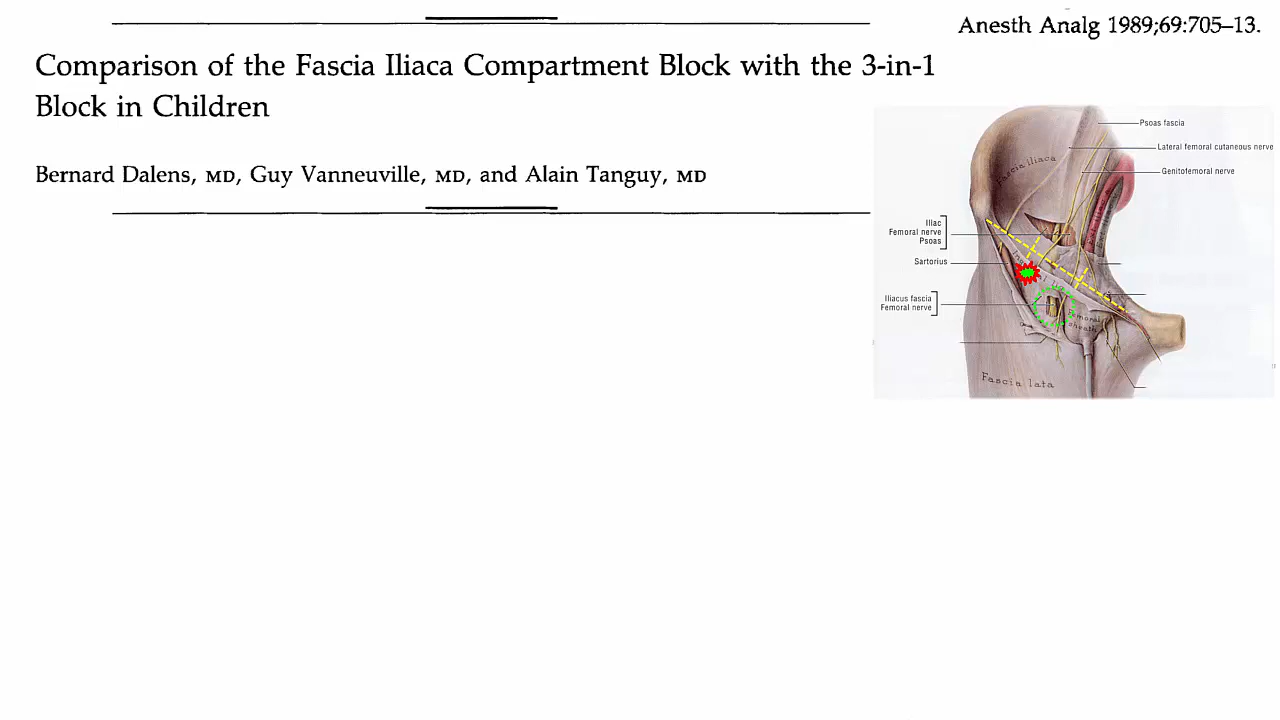 Anesth Analg 1989;69:705–13.
Comparison of the Fascia Iliaca Compartment Block with the 3-in-1
Block in Children
Bernard Dalens, MD, Guy Vanneuville, MD, and Alain Tanguy, MD
Psoas fascia
Lateral femoral cutaneous nerve
Genitofemoral nerve
Fascia iliaca
Iliac
Femoral nerve
Psoas
Sartorius
Iliacus fascia
Femoral nerve
Femoral
sheath
Fascia lata